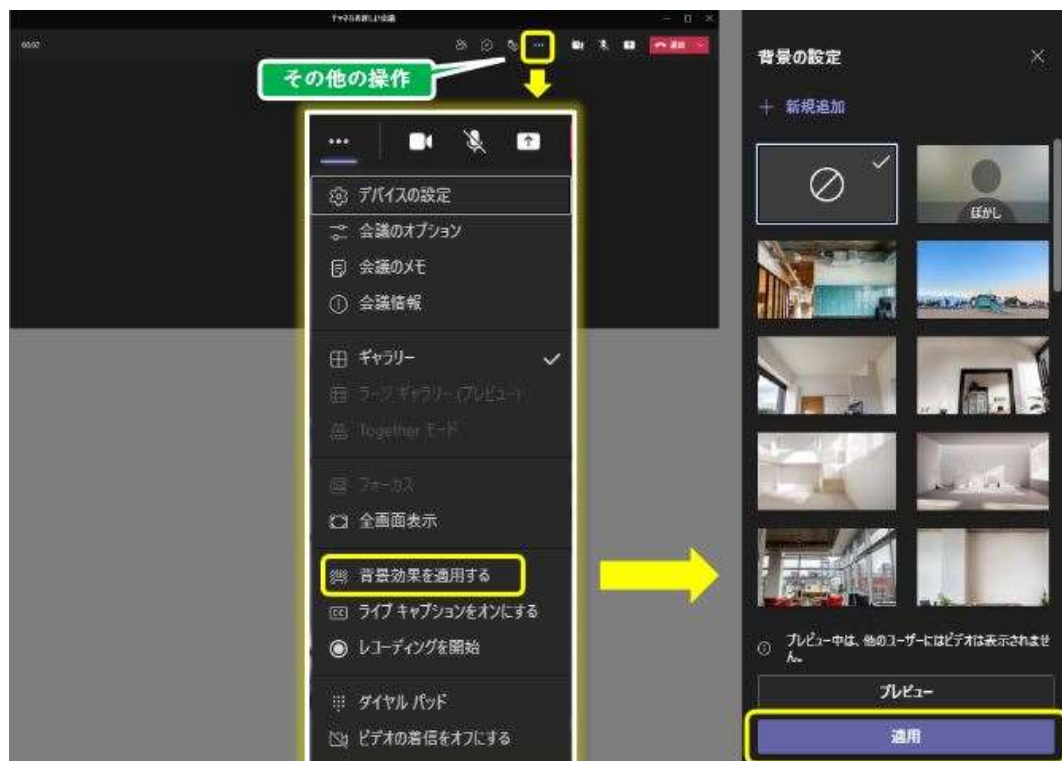 00:02
退出
その他の操作
デバイスの設定
会議のオプション
会議のメモ
会議情報
ギャラリー
ラージ ギャラリー (プレビュー)
Together モード
フォーカス
全画面表示
背景効果を適用する
ライブ キャプションをオンにする
レコーディングを開始
ダイヤル パッド
ビデオの着信をオフにする
背景の設定
新規追加
ぼかし
プレビュー中は、他のユーザーにはビデオは表示されませ
ん。
プレビュー
適用